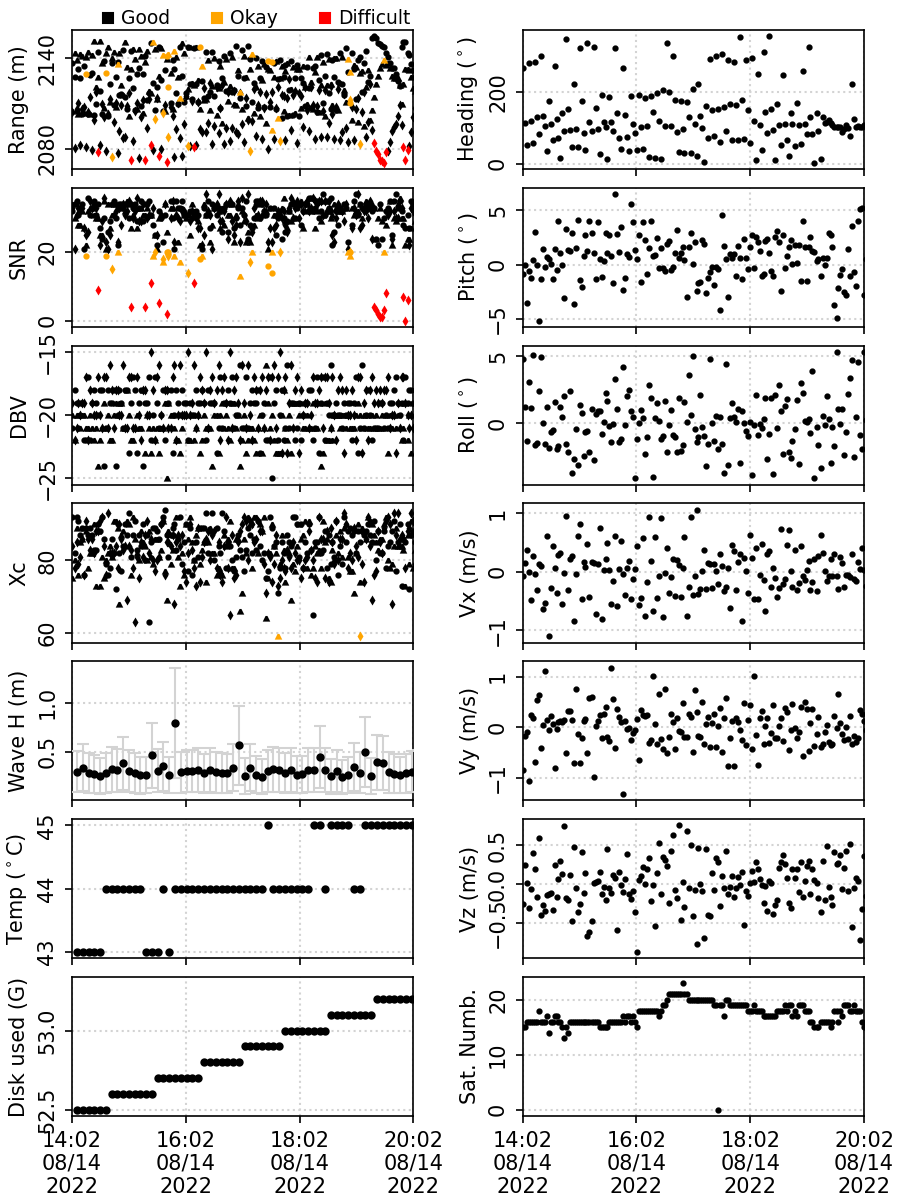 Good Okay Difficult
Range (m)
2140
2080
Heading (°)
200
0
SNR
20
0
Pitch (°)
5
0
−5
DBV
−15
−20
−25
Roll (°)
5
0
Xc
80
60
Vx (m/s)
1
0
−1
Wave H (m)
1.0
0.5
Vy (m/s)
1
0
−1
Temp (°C)
45
44
43
Vz (m/s)
0.5
0.0
−0.5
Disk used (G)
53.0
52.5
Sat. Numb.
20
10
0
14:02 16:02 18:02 20:02 14:02 16:02 18:02 20:02
08/14 08/14 08/14 08/14 08/14 08/14 08/14 08/14
2022 2022 2022 2022 2022 2022 2022 2022